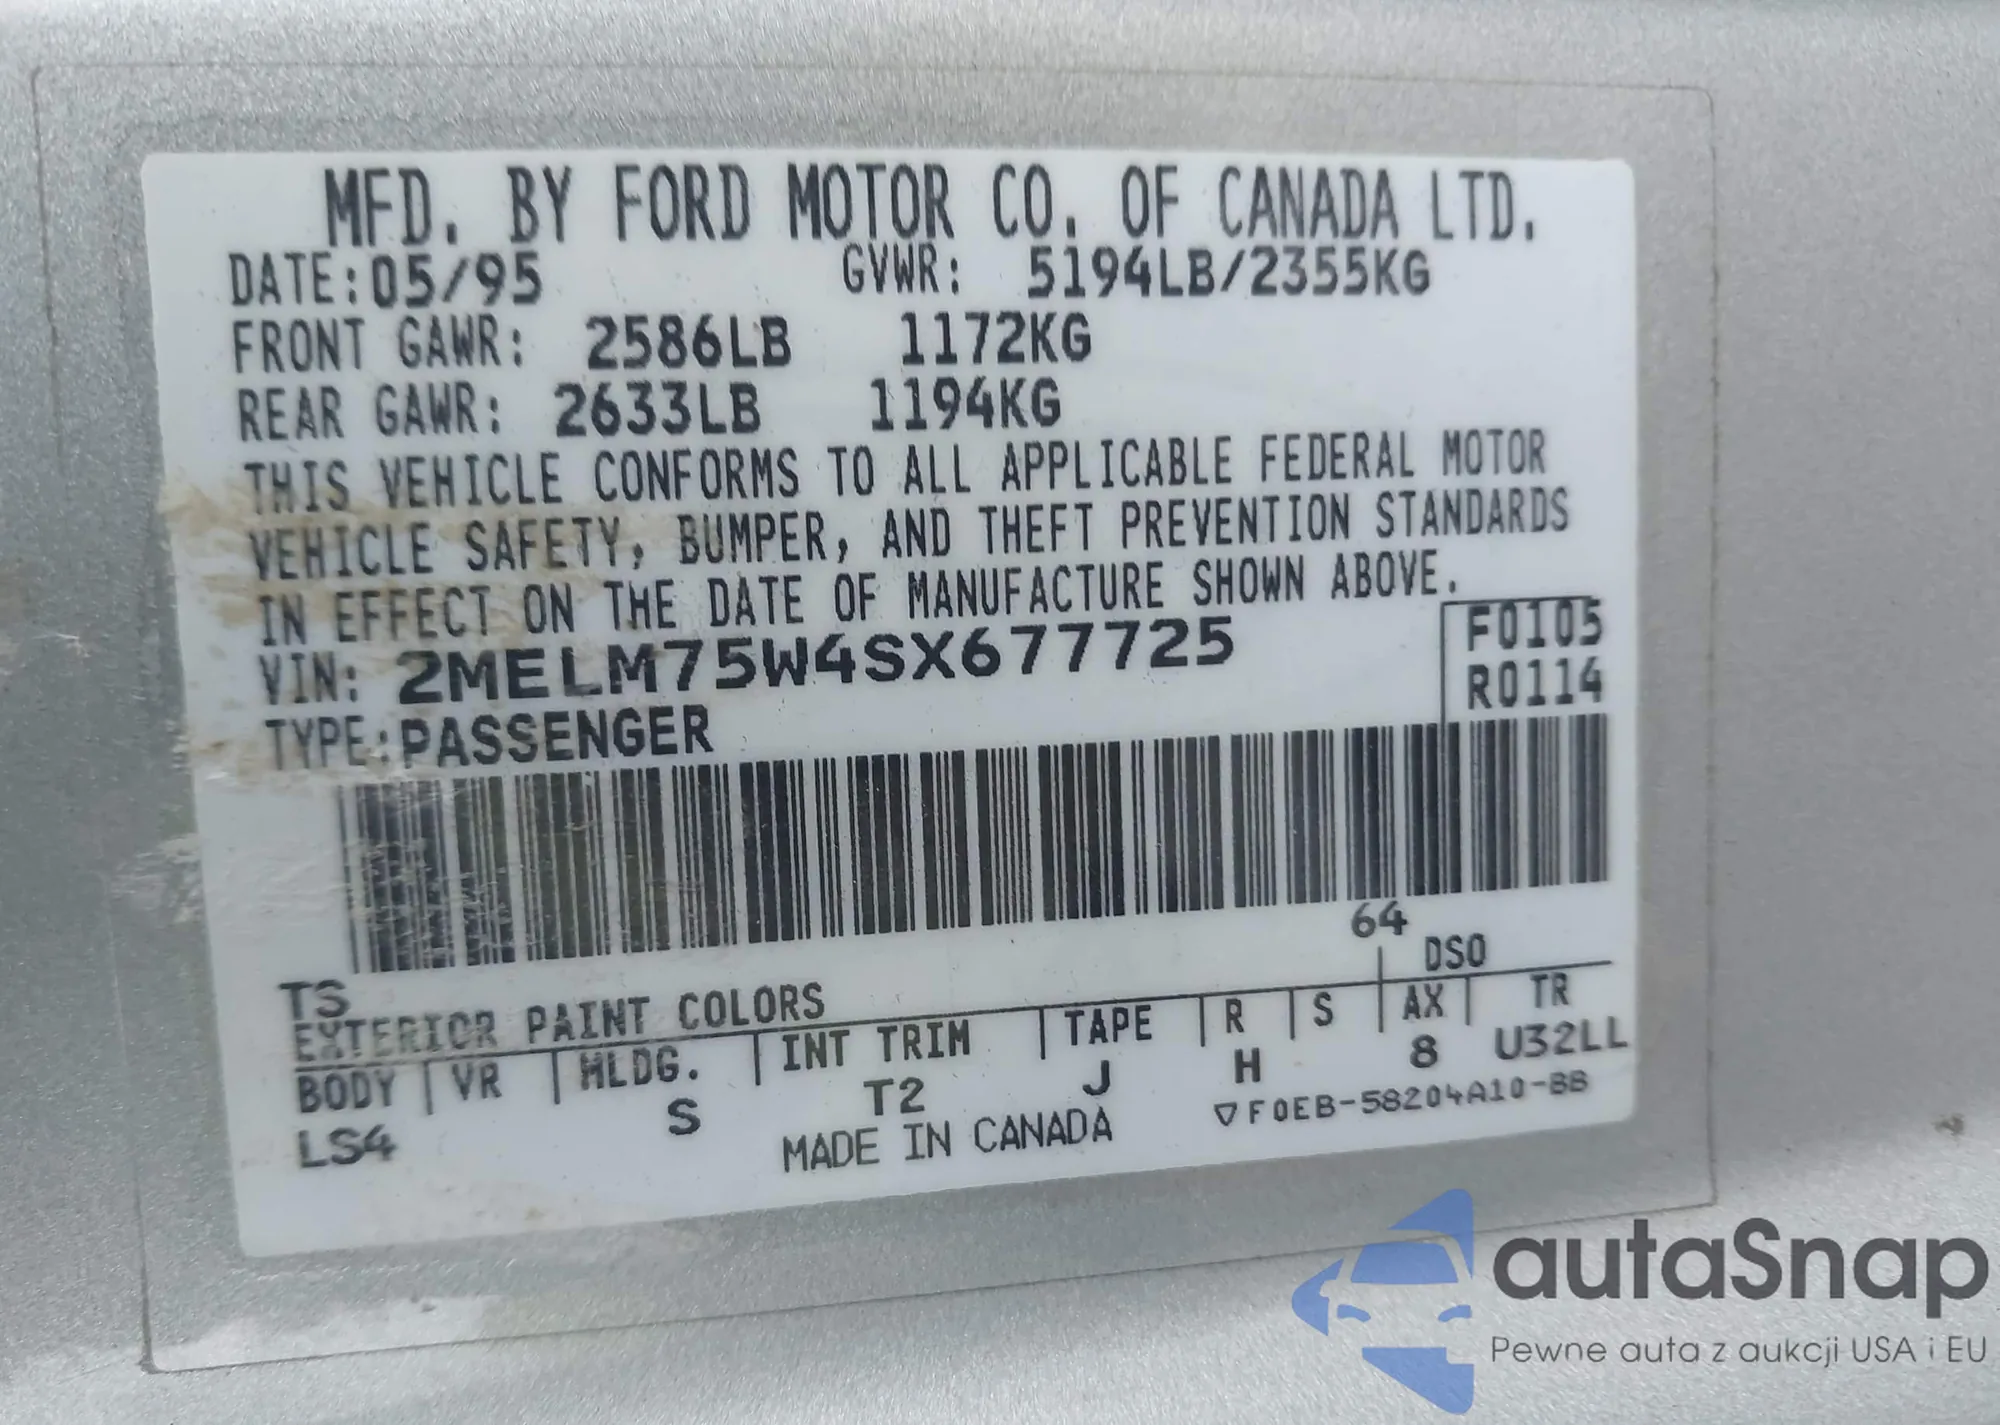 MFD. BY FORD MOTOR CO. OF CANADA LTD.
DATE:05/95 GVWR: 5194LB/2355KG
FRONT GAWR: 2586LB 1172KG
REAR GAWR: 2633LB 1194KG
THIS VEHICLE CONFORMS TO ALL APPLICABLE FEDERAL MOTOR
VEHICLE SAFETY, BUMPER, AND THEFT PREVENTION STANDARDS
IN EFFECT ON THE DATE OF MANUFACTURE SHOWN ABOVE.
VIN: 2MELM75W4SX677725 F0105
TYPE:PASSENGER R0114
64
TS DSO
EXTERIOR PAINT COLORS
BODY VR MLDG. INT TRIM TAPE R S AX TR
LS4 S T2 J H 8 U32LL
MADE IN CANADA ▽F0EB-58204A10-BB
autaSnap
Pewne auta z aukcji USA i EU